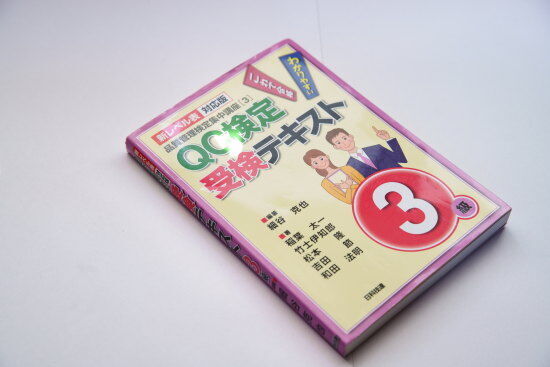 新レベル表 対応版
品質管理検定集中講座[3]
これで合格
わかりやすい
QC検定
受検テキスト
3級
■編著
細谷 克也
■著
稲葉 太一
竹士伊知郎
松本 隆
吉田 節
和田 法明
日科技連